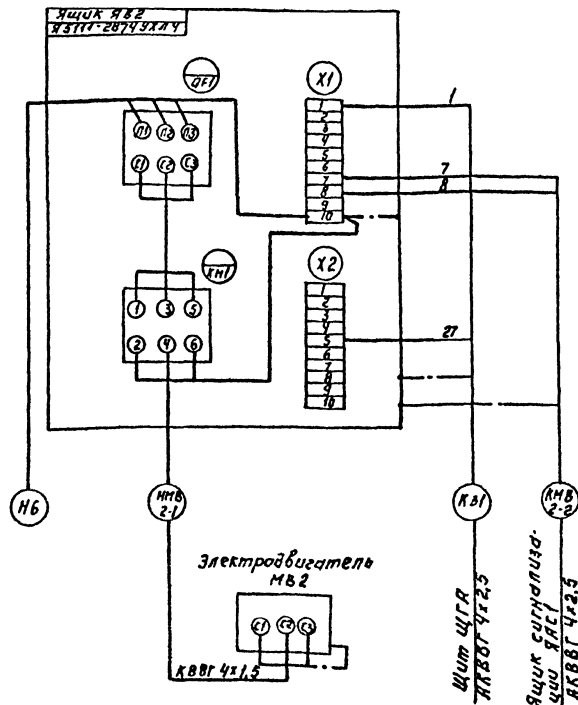 Ящик ЯВ2
Я5111-2874УХЛ4
QF1
X1
П1 П2 П3
С1 С2 С3
1
2
3
4
5
6
7
8
9
10
1
7
8
КМ1
X2
1 3 5
2 4 6
1
2
3
4
5
6
7
8
9
10
27
Н6
НМВ
2-1
КВ1
КМВ
2-2
Электродвигатель
МВ2
С1 С2 С3
КВВГ 4х1,5
Щит ЩГА
АКВВГ 4х2,5
Ящик сигнализа-
ции ЯАС1
АКВВГ 4х2,5